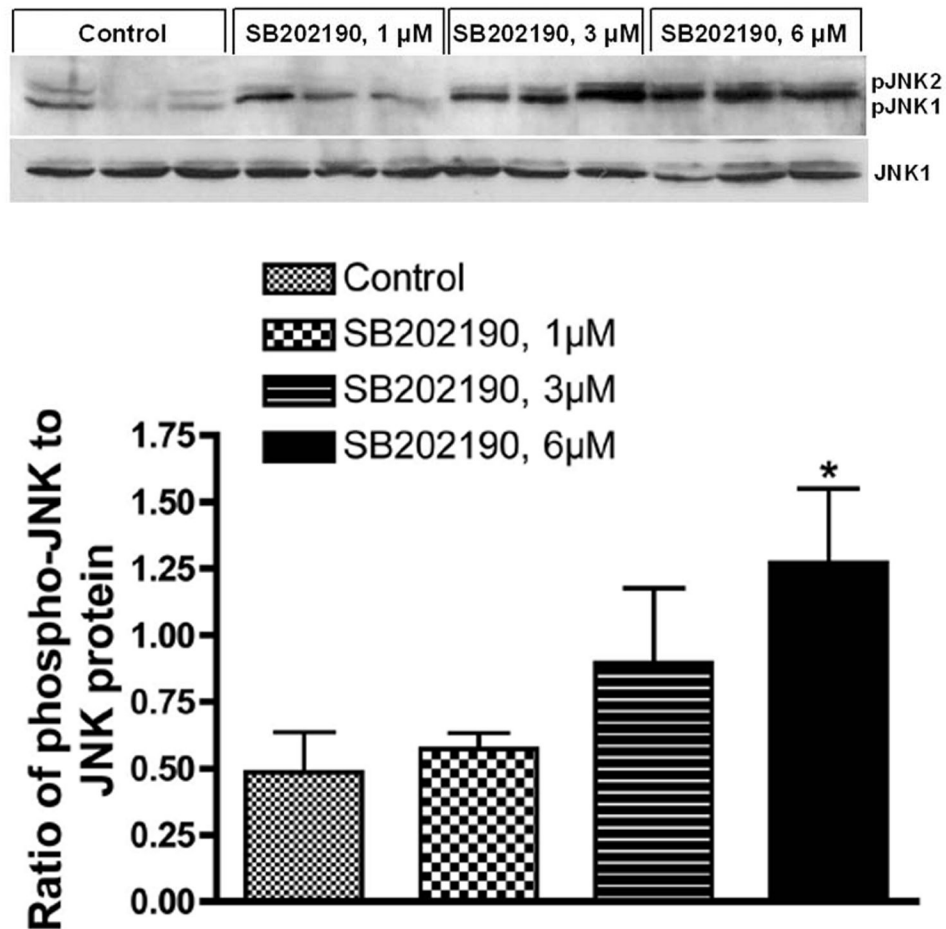 Control
SB202190, 1 µM
SB202190, 3 µM
SB202190, 6 µM
pJNK2
pJNK1
JNK1
Control
SB202190, 1µM
SB202190, 3µM
SB202190, 6µM
Ratio of phospho-JNK to
JNK protein
1.75
1.50
1.25
1.00
0.75
0.50
0.25
0.00
*